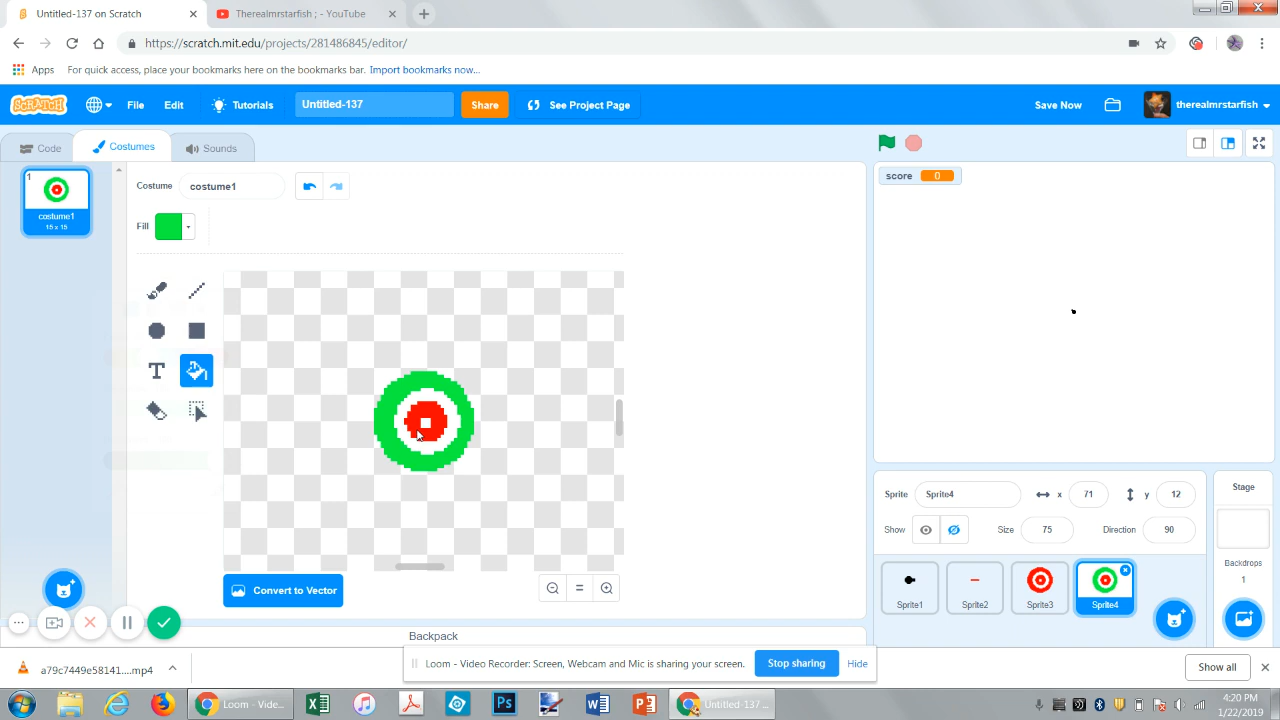 Untitled-137 on Scratch
Therealmrstarfish ; - YouTube
https://scratch.mit.edu/projects/281486845/editor/
Apps
For quick access, place your bookmarks here on the bookmarks bar. Import bookmarks now...
SCRATCH File Edit Tutorials Untitled-137 Share See Project Page Save Now therealmrstarfish
Code Costumes Sounds
1
costume1
15 x 15
Costume costume1
Fill
score 0
T
Convert to Vector
Sprite Sprite4 x 71 y 12
Show Size 75 Direction 90
Sprite1 Sprite2 Sprite3 Sprite4
Stage
Backdrops
1
Backpack
Loom - Video Recorder: Screen, Webcam and Mic is sharing your screen. Stop sharing Hide
a79c7449e58141....mp4
Show all
Loom - Vide...
Untitled-137 ...
4:20 PM
1/22/2019